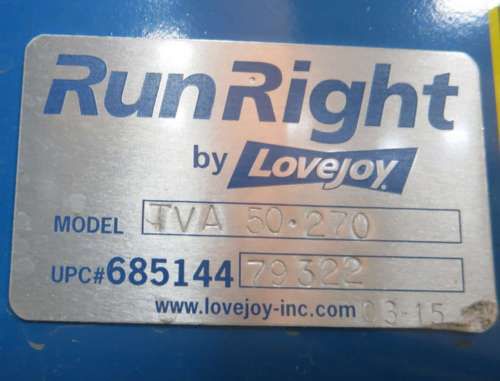 RunRight
by Lovejoy
MODEL TVA 50·270
UPC#685144 79322
www.lovejoy-inc.com 03-15